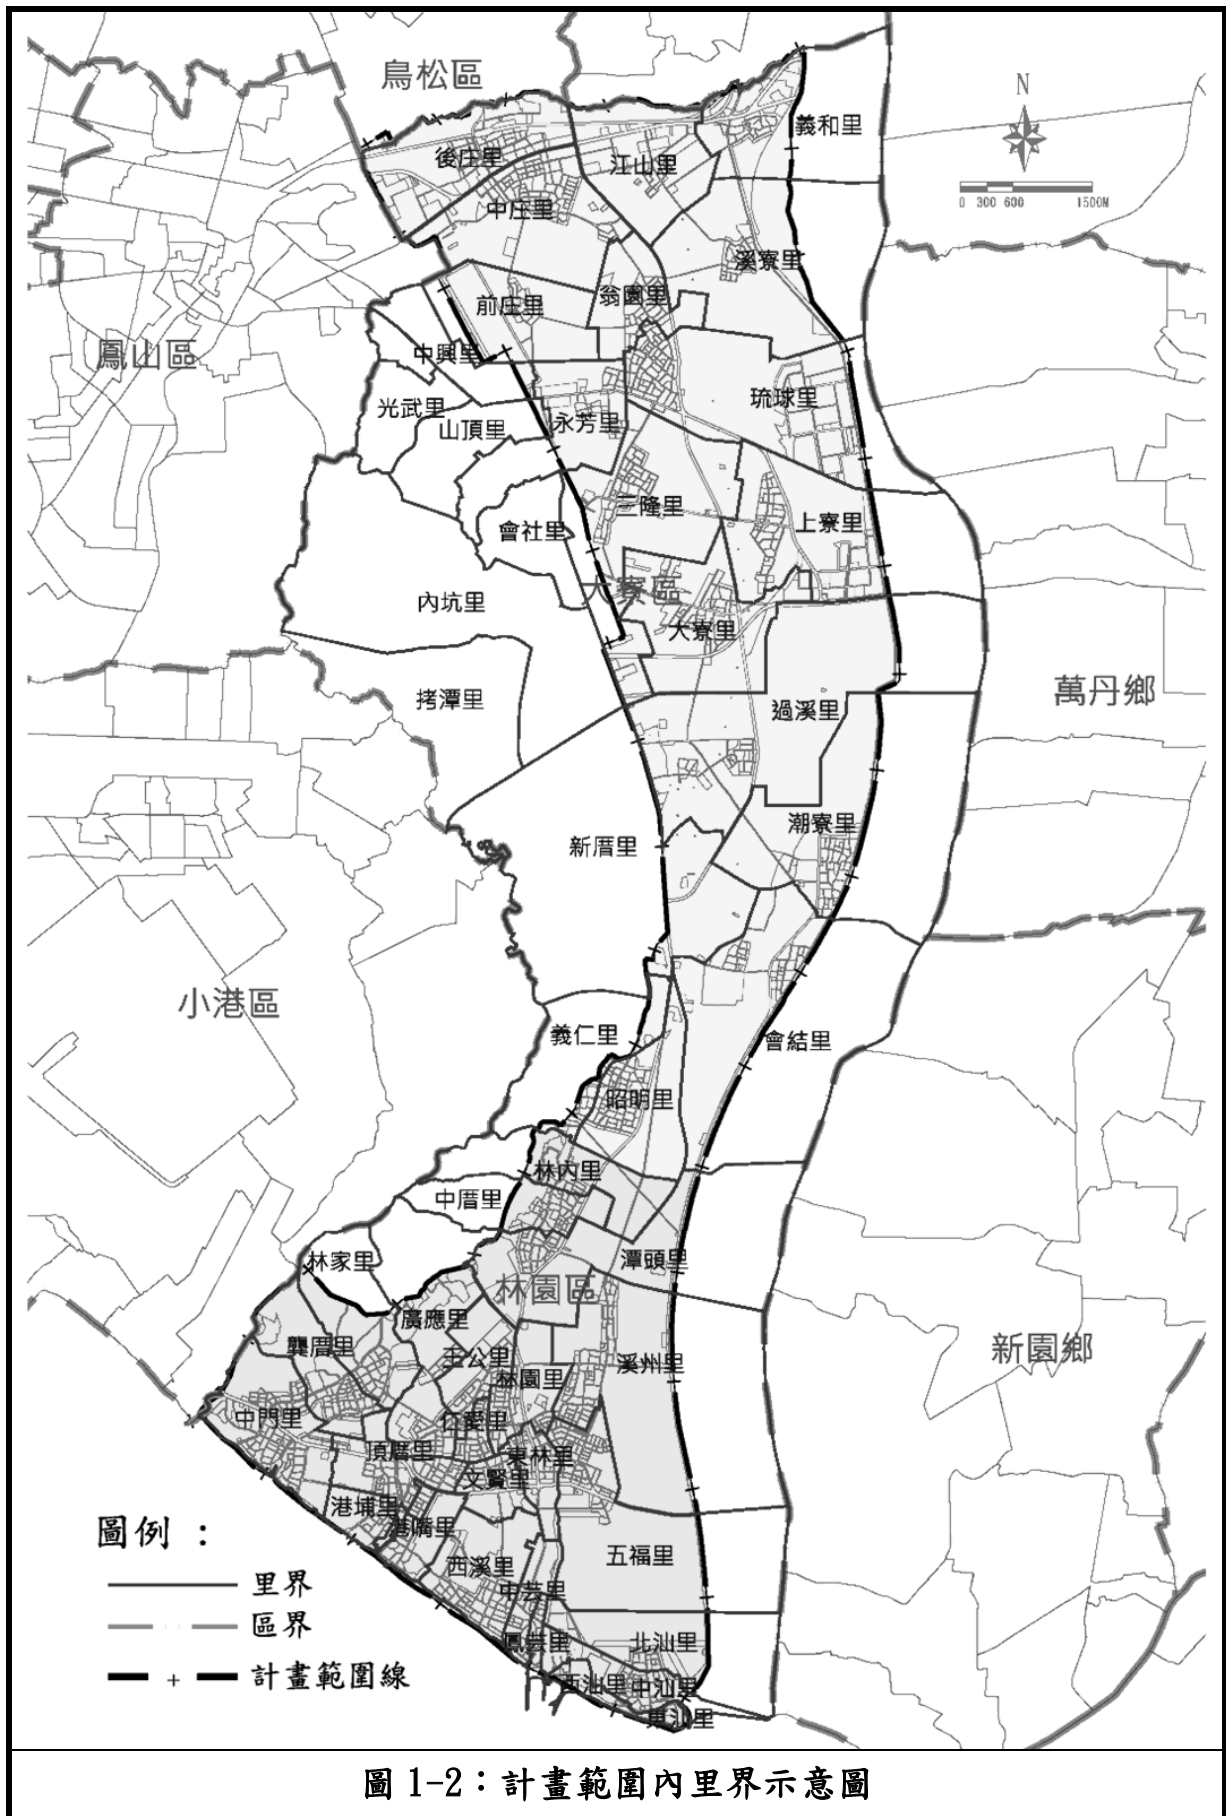 鳥松區
N
義和里
後庄里
江山里
0 300 600 1500M
中庄里
溪寮里
翁園里
前庄里
鳳山區
中興里
琉球里
光武里
山頂里
永芳里
三隆里
上寮里
會社里
大寮區
內坑里
大寮里
拷潭里
過溪里
萬丹鄉
潮寮里
新厝里
小港區
義仁里
會結里
昭明里
林內里
中厝里
林家里
潭頭里
林園區
廣應里
龔厝里
王公里
新園鄉
溪州里
林園里
中門里
仁愛里
頂厝里
東林里
文賢里
港埔里
港嘴里
五福里
西溪里
中芸里
鳳芸里
北汕里
西汕里
中汕里
東汕里
圖例：
里界
區界
計畫範圍線
圖 1-2：計畫範圍內里界示意圖